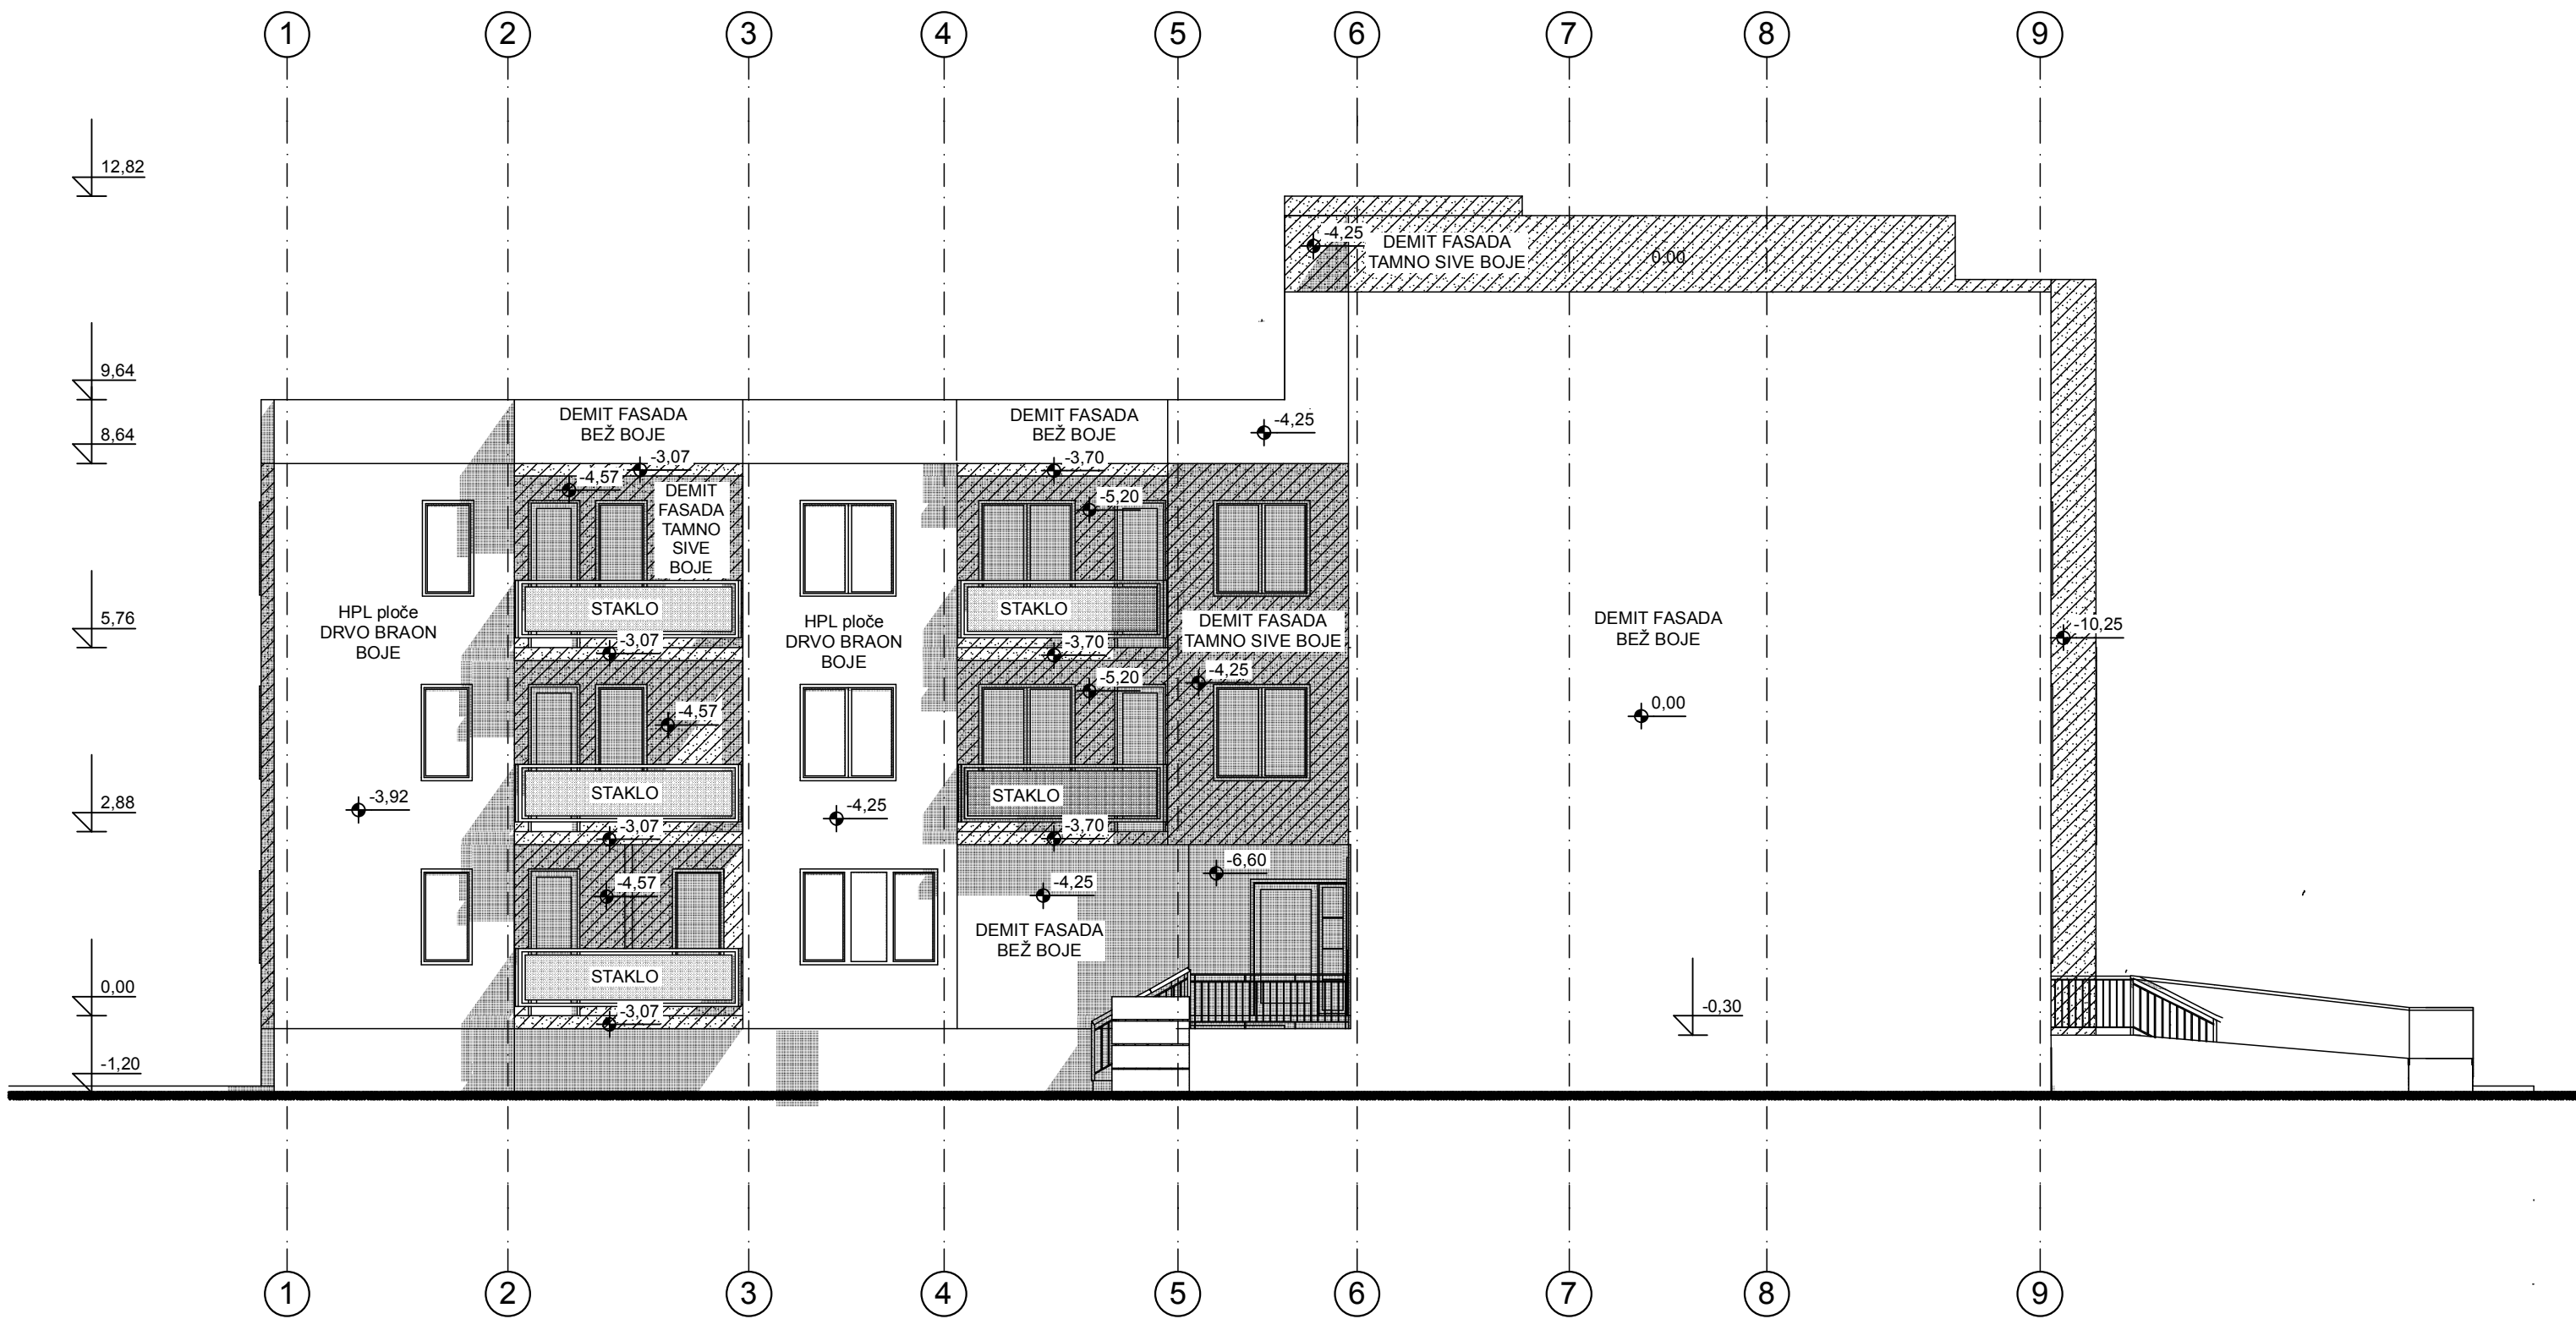 1 2 3 4 5 6 7 8 9
12,82
-4,25
DEMIT FASADA
TAMNO SIVE BOJE
0,00
9,64
DEMIT FASADA
BEŽ BOJE
DEMIT FASADA
BEŽ BOJE
-4,25
8,64
-3,07
-3,70
-4,57
DEMIT
FASADA
TAMNO
SIVE
BOJE
-5,20
HPL ploče
DRVO BRAON
BOJE
STAKLO
HPL ploče
DRVO BRAON
BOJE
STAKLO
DEMIT FASADA
TAMNO SIVE BOJE
DEMIT FASADA
BEŽ BOJE
5,76
-10,25
-3,07
-3,70
-4,25
-5,20
-4,57
0,00
STAKLO
STAKLO
2,88
-3,92
-4,25
-3,07
-3,70
-6,60
-4,57
-4,25
DEMIT FASADA
BEŽ BOJE
STAKLO
0,00
-3,07
-0,30
-1,20
1 2 3 4 5 6 7 8 9